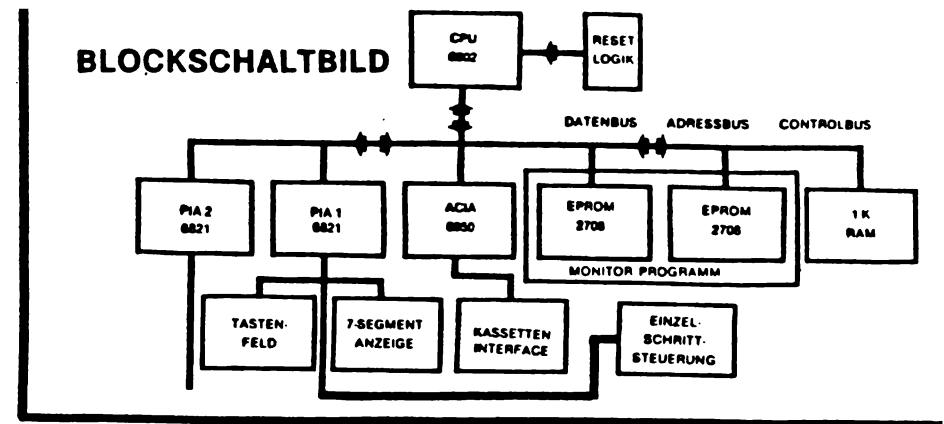 BLOCKSCHALTBILD
CPU
6802
RESET
LOGIK
DATENBUS
ADRESSBUS
CONTROLBUS
PIA 2
6821
PIA 1
6821
ACIA
6850
EPROM
2708
EPROM
2708
1 K
RAM
MONITOR PROGRAMM
TASTEN-
FELD
7-SEGMENT
ANZEIGE
KASSETTEN
INTERFACE
EINZEL-
SCHRITT-
STEUERUNG